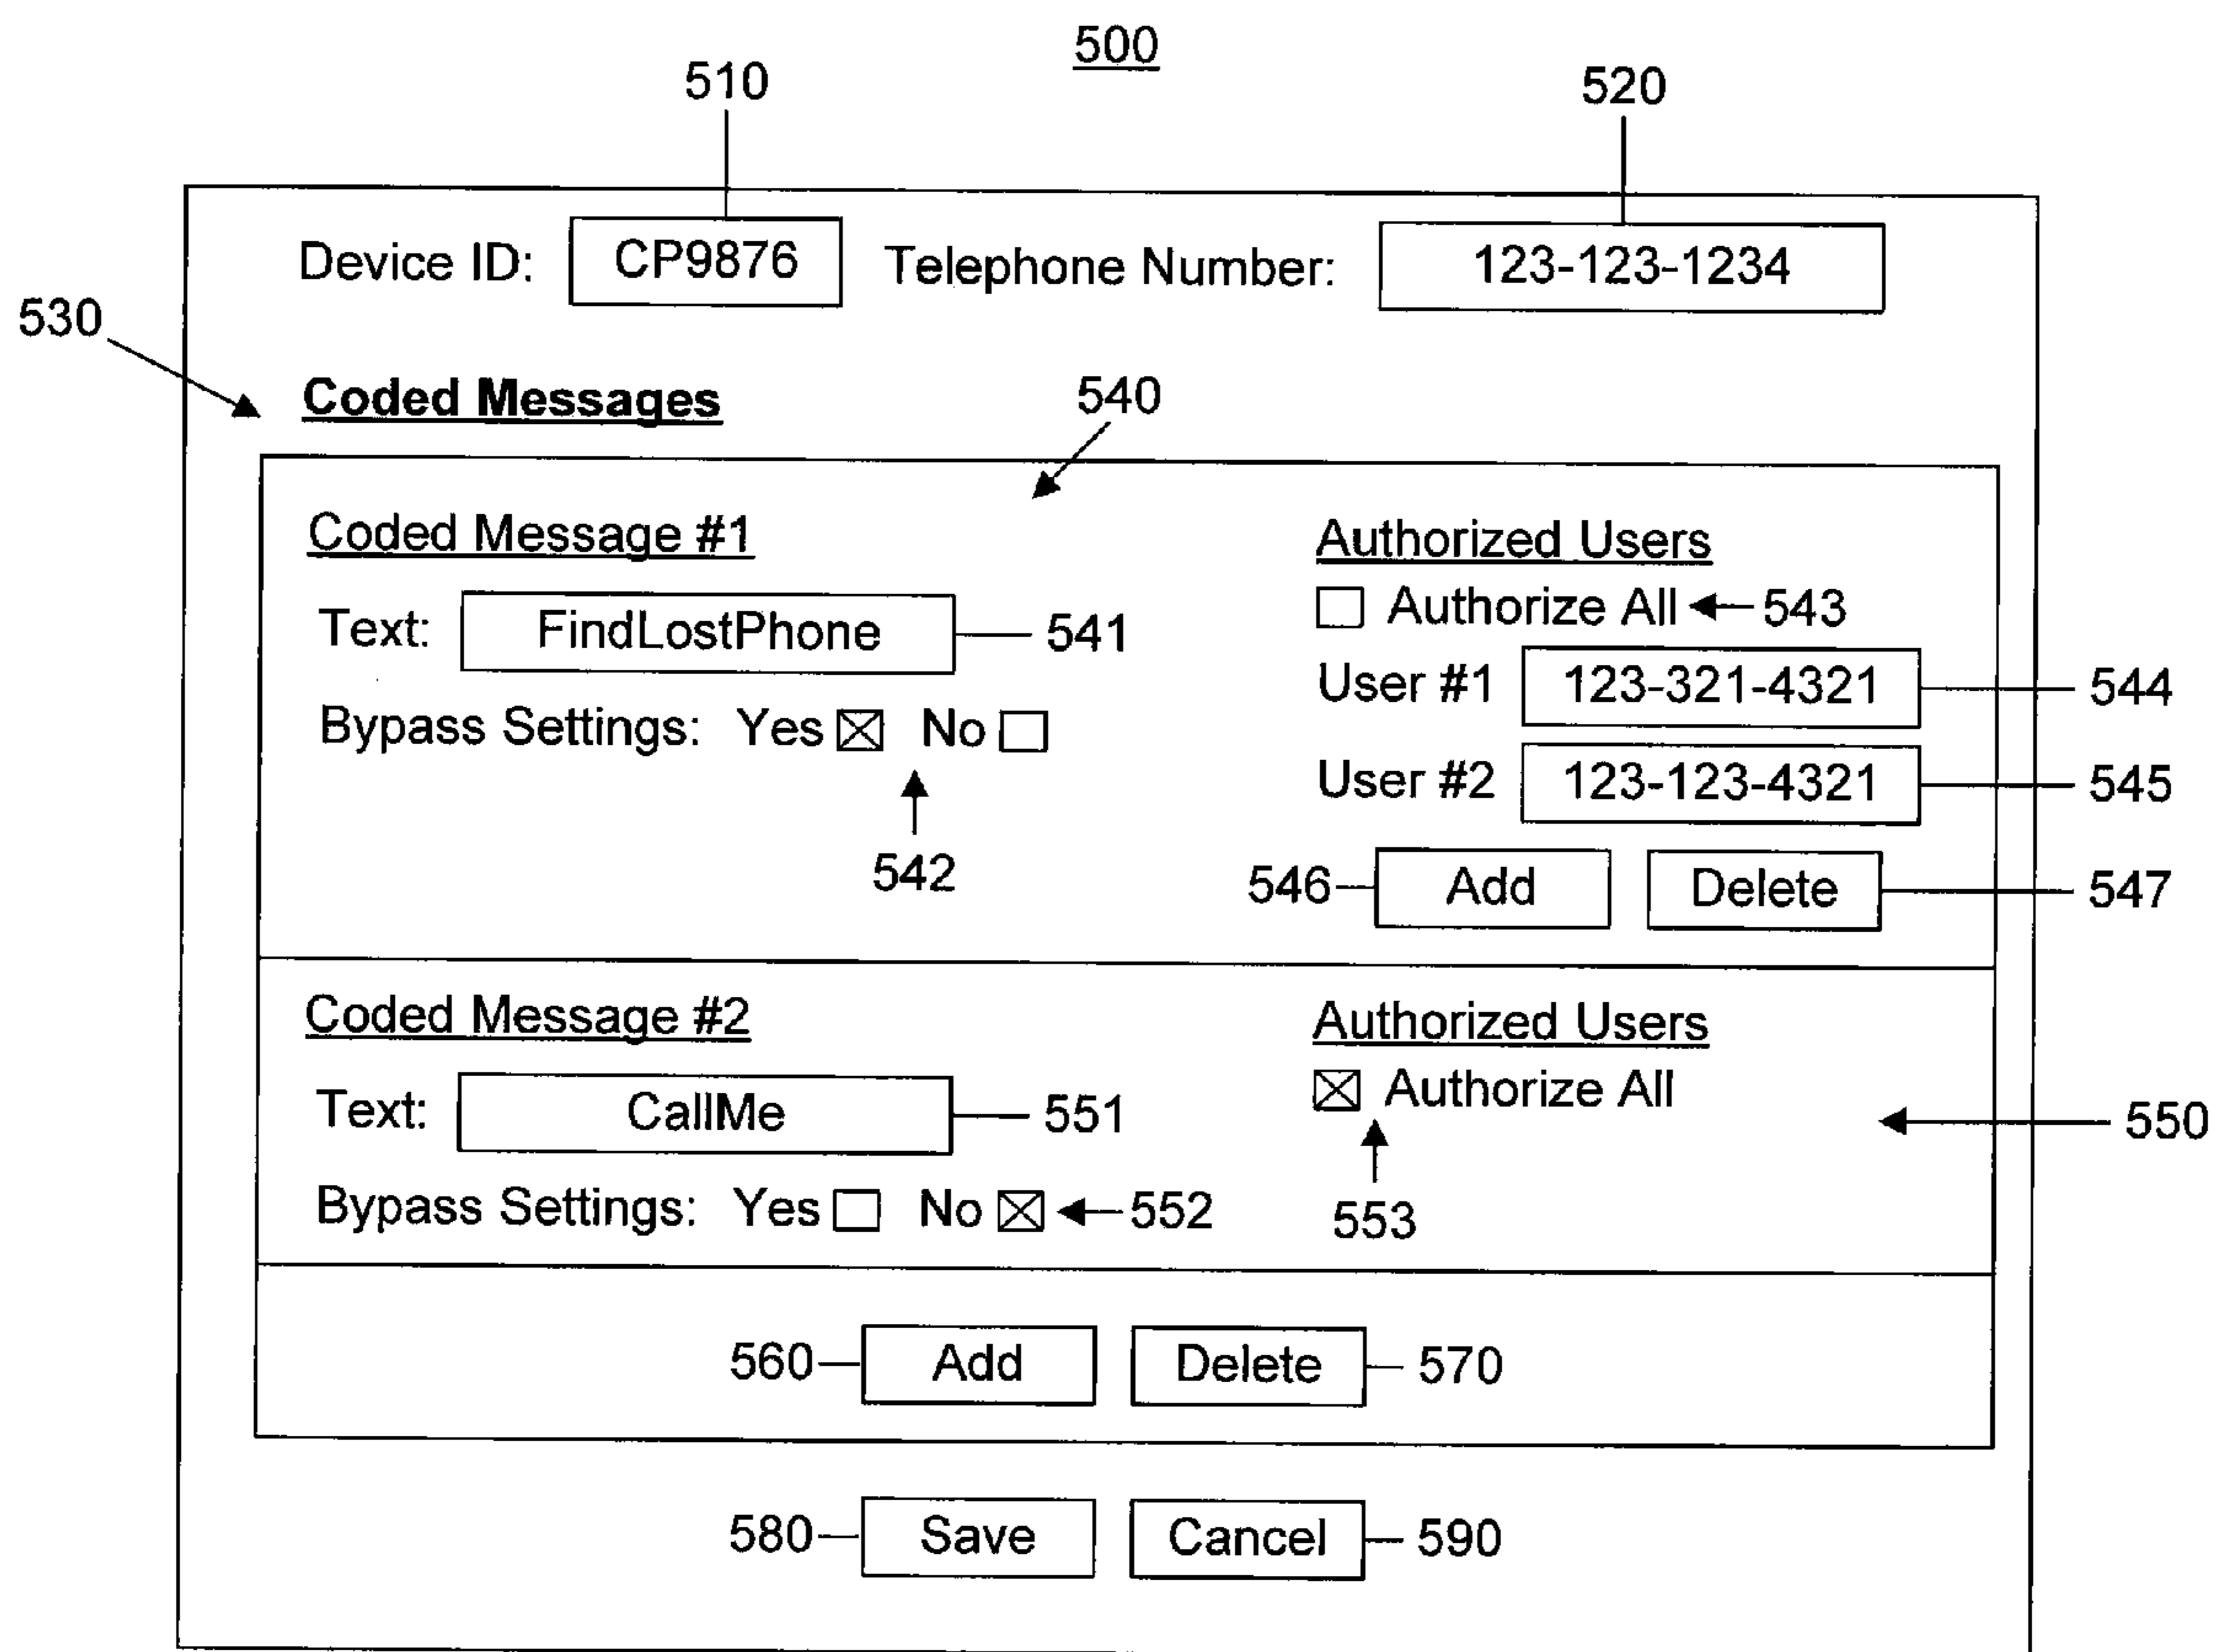 500
510
520
Device ID: CP9876 Telephone Number: 123-123-1234
530
Coded Messages
540
Coded Message #1
Text: FindLostPhone 541
Bypass Settings: Yes No
542
Authorized Users
Authorize All 543
User #1 123-321-4321 544
User #2 123-123-4321 545
546 Add Delete 547
Coded Message #2
Text: CallMe 551
Bypass Settings: Yes No 552
Authorized Users
Authorize All
550
553
560 Add Delete 570
580 Save Cancel 590